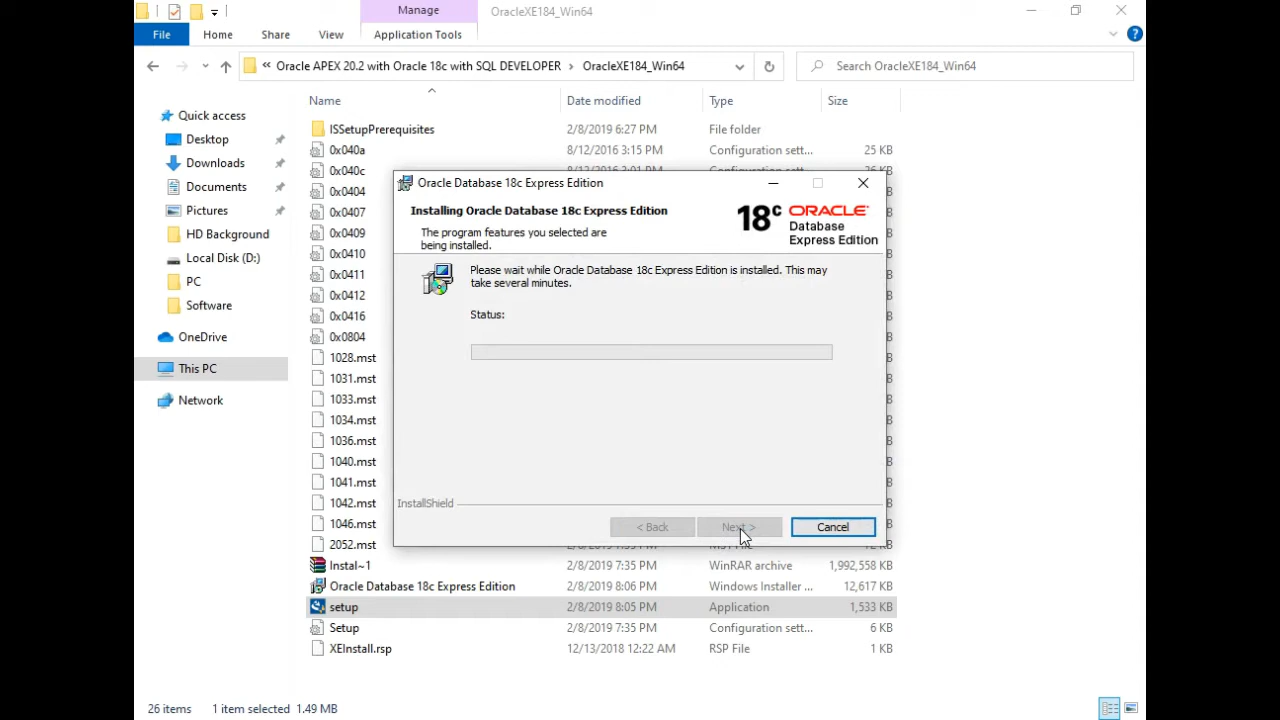 Manage
OracleXE184_Win64
File
Home
Share
View
Application Tools
« Oracle APEX 20.2 with Oracle 18c with SQL DEVELOPER > OracleXE184_Win64
Search OracleXE184_Win64
Name
Date modified
Type
Size
Quick access
Desktop
Downloads
Documents
Pictures
HD Background
Local Disk (D:)
PC
Software
OneDrive
This PC
Network
ISSetupPrerequisites 2/8/2019 6:27 PM File folder
0x040a 8/12/2016 3:15 PM Configuration sett... 25 KB
0x040c
0x0404
0x0407
0x0409
0x0410
0x0411
0x0412
0x0416
0x0804
1028.mst
1031.mst
1033.mst
1034.mst
1036.mst
1040.mst
1041.mst
1042.mst
1046.mst
2052.mst
Instal~1 2/8/2019 7:35 PM WinRAR archive 1,992,558 KB
Oracle Database 18c Express Edition 2/8/2019 8:06 PM Windows Installer ... 12,617 KB
setup 2/8/2019 8:05 PM Application 1,533 KB
Setup 2/8/2019 7:35 PM Configuration sett... 6 KB
XEInstall.rsp 12/13/2018 12:22 AM RSP File 1 KB
Oracle Database 18c Express Edition
Installing Oracle Database 18c Express Edition
The program features you selected are
being installed.
18c ORACLE
Database
Express Edition
Please wait while Oracle Database 18c Express Edition is installed. This may
take several minutes.
Status:
InstallShield
< Back
Next >
Cancel
26 items
1 item selected 1.49 MB